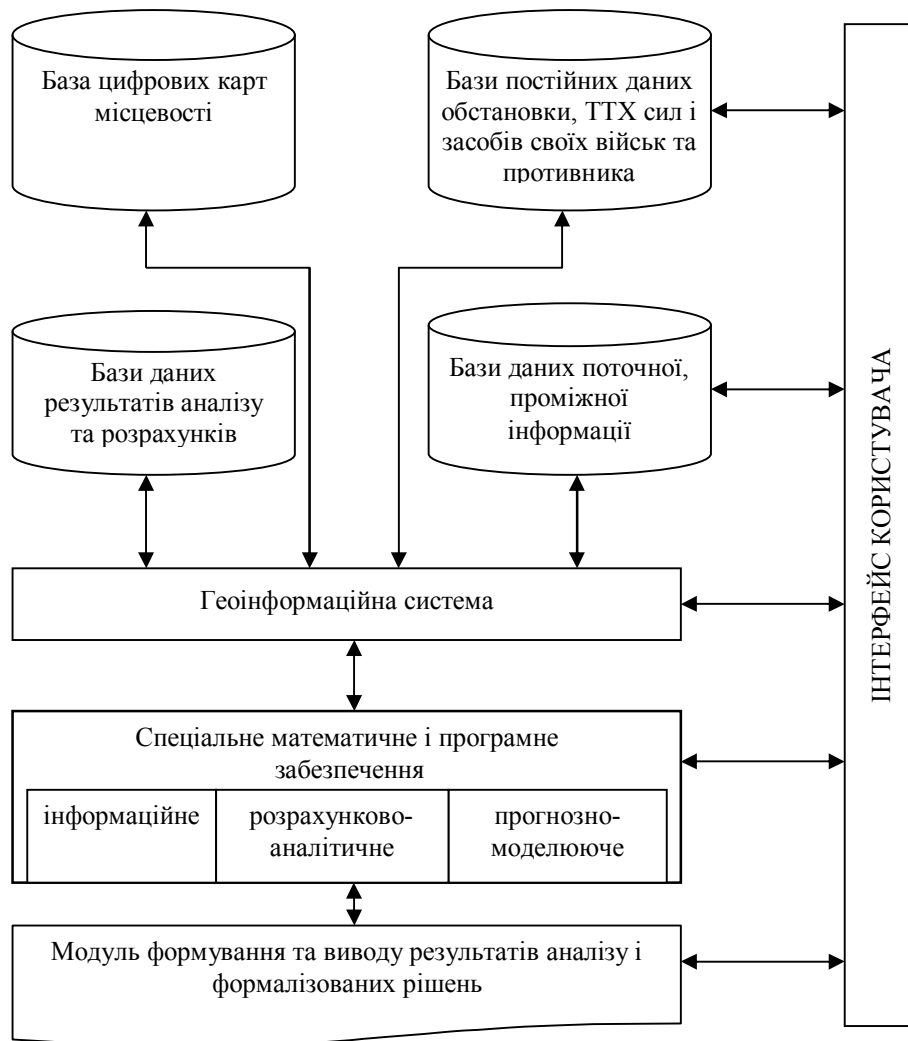 База цифрових карт
місцевості
Бази постійних даних
обстановки, ТТХ сил і
засобів своїх військ та
противника
Бази даних
результатів аналізу
та розрахунків
Бази даних поточної,
проміжної
інформації
ІНТЕРФЕЙС КОРИСТУВАЧА
Геоінформаційна система
Спеціальне математичне і програмне
забезпечення
інформаційне
розрахунково-
аналітичне
прогнозно-
моделююче
Модуль формування та виводу результатів аналізу і
формалізованих рішень